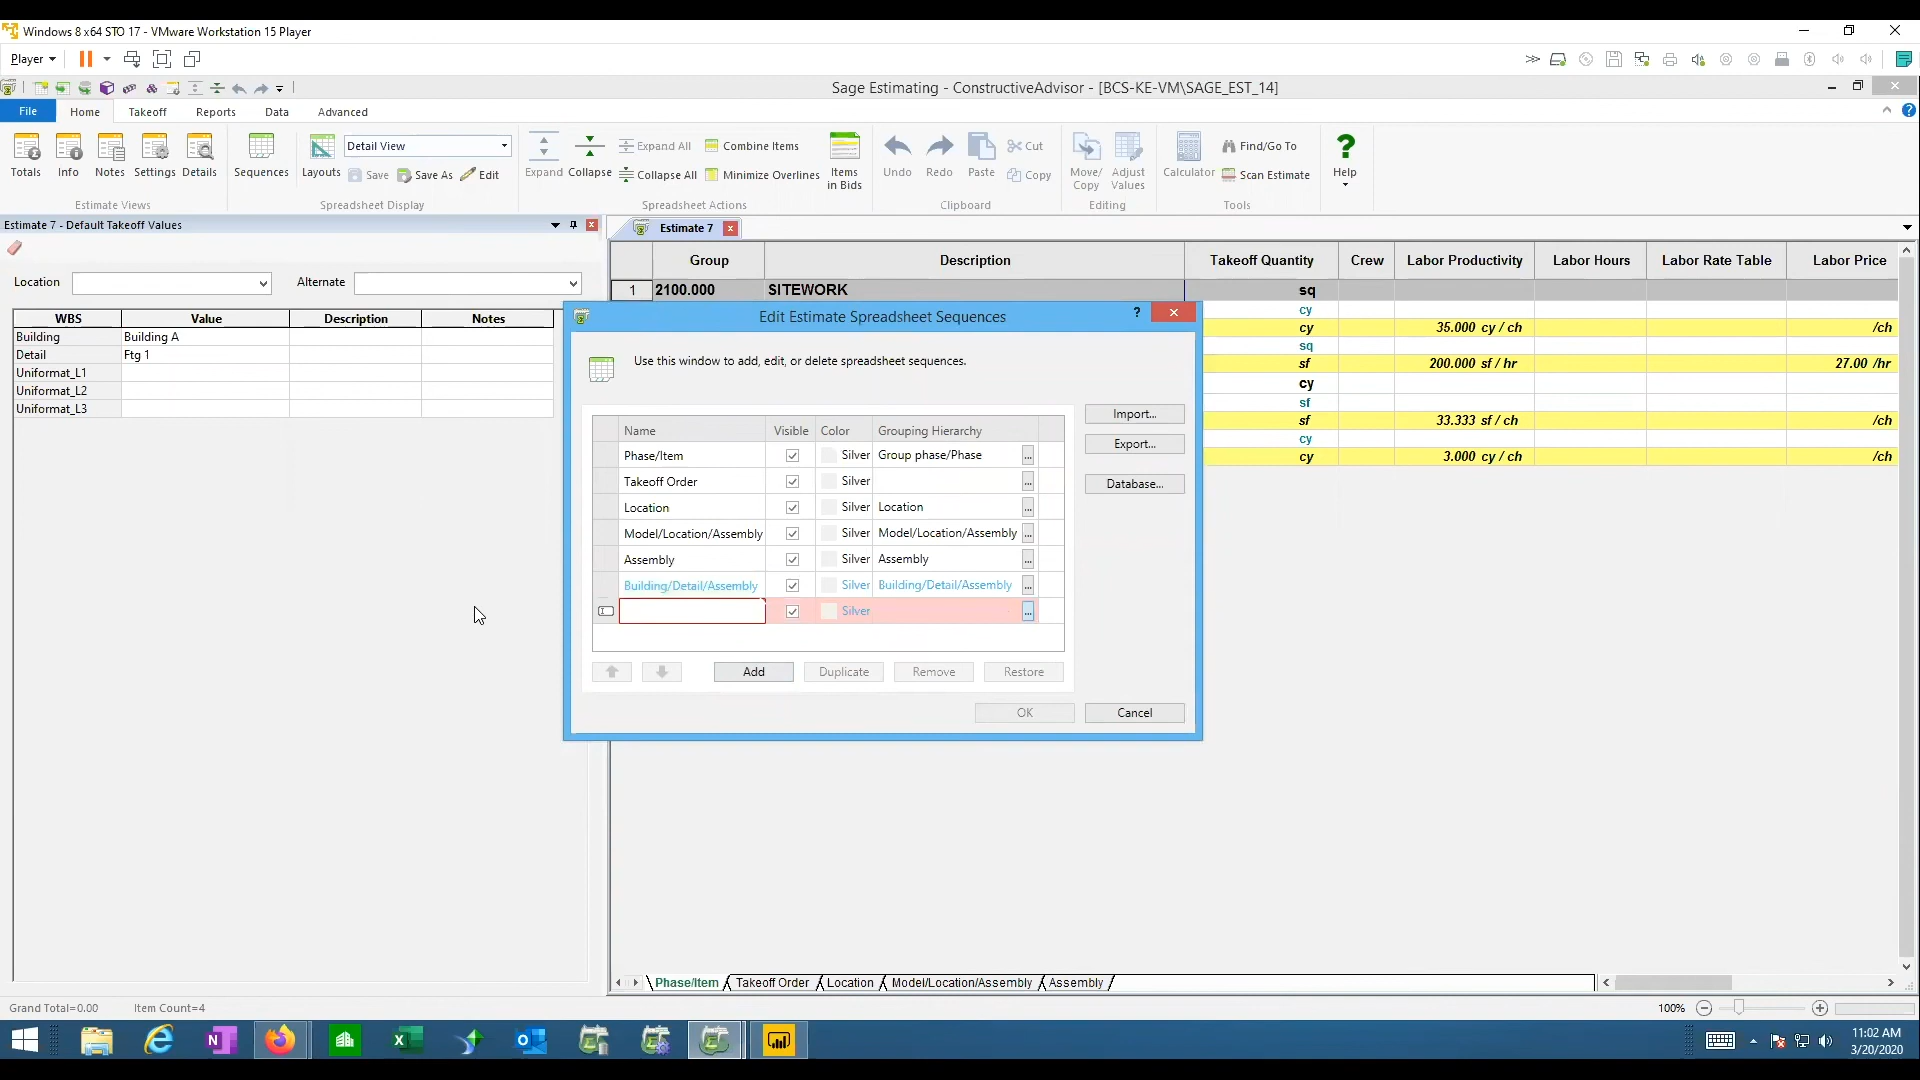 Windows 8 x64 STO 17 - VMware Workstation 15 Player
Player
Sage Estimating - ConstructiveAdvisor - [BCS-KE-VM\SAGE_EST_14]
File Home Takeoff Reports Data Advanced
Totals Info Notes Settings Details
Estimate Views
Sequences
Layouts
Detail View
Save Save As Edit
Spreadsheet Display
Expand Collapse
Expand All
Collapse All
Combine Items
Minimize Overlines
Items in Bids
Spreadsheet Actions
Undo Redo Paste
Cut
Copy
Clipboard
Move/ Copy
Adjust Values
Editing
Calculator
Find/Go To
Scan Estimate
Tools
Help
Estimate 7 - Default Takeoff Values
Location
Alternate
WBS Value Description Notes
Building Building A
Detail Ftg 1
Uniformat_L1
Uniformat_L2
Uniformat_L3
Estimate 7
Group Description Takeoff Quantity Crew Labor Productivity Labor Hours Labor Rate Table Labor Price
1 2100.000 SITEWORK sq
cy
cy 35.000 cy / ch /ch
sq
sf 200.000 sf / hr 27.00 /hr
cy
sf
sf 33.333 sf / ch /ch
cy
cy 3.000 cy / ch /ch
Edit Estimate Spreadsheet Sequences
?
Use this window to add, edit, or delete spreadsheet sequences.
Name Visible Color Grouping Hierarchy
Phase/Item Silver Group phase/Phase ...
Takeoff Order Silver ...
Location Silver Location ...
Model/Location/Assembly Silver Model/Location/Assembly ...
Assembly Silver Assembly ...
Building/Detail/Assembly Silver Building/Detail/Assembly ...
Silver ...
Import...
Export...
Database...
Add Duplicate Remove Restore
OK Cancel
Phase/Item Takeoff Order Location Model/Location/Assembly Assembly
Grand Total=0.00 Item Count=4
100%
11:02 AM
3/20/2020